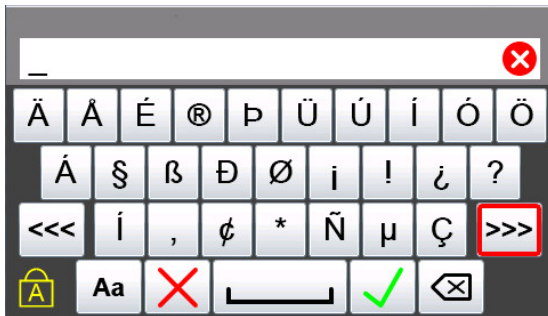 _
Ä Å É ® Þ Ü Ú Í Ó Ö
Á § ß Ð Ø ¡ ! ¿ ?
<<< Í , ¢ * Ñ µ Ç >>>
A Aa